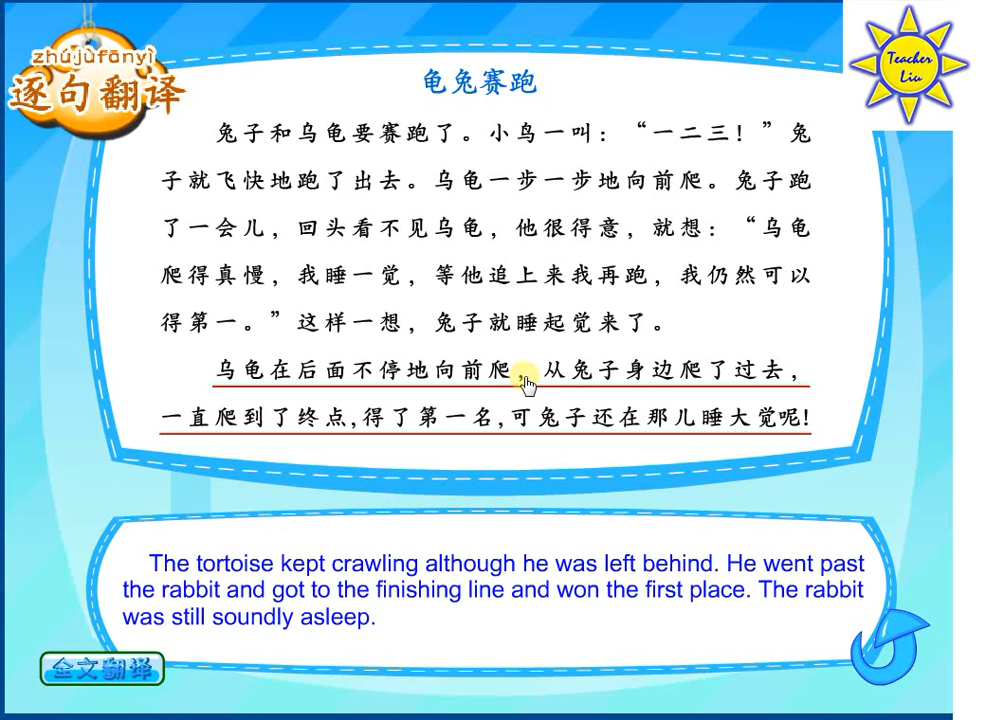 zhújùfānyì
逐句翻译
Teacher
Liu
龟兔赛跑
兔子和乌龟要赛跑了。小鸟一叫：“一二三！”兔
子就飞快地跑了出去。乌龟一步一步地向前爬。兔子跑
了一会儿，回头看不见乌龟，他很得意，就想：“乌龟
爬得真慢，我睡一觉，等他追上来我再跑，我仍然可以
得第一。”这样一想，兔子就睡起觉来了。
乌龟在后面不停地向前爬，从兔子身边爬了过去，
一直爬到了终点,得了第一名,可兔子还在那儿睡大觉呢!
The tortoise kept crawling although he was left behind. He went past
the rabbit and got to the finishing line and won the first place. The rabbit
was still soundly asleep.
全文翻译